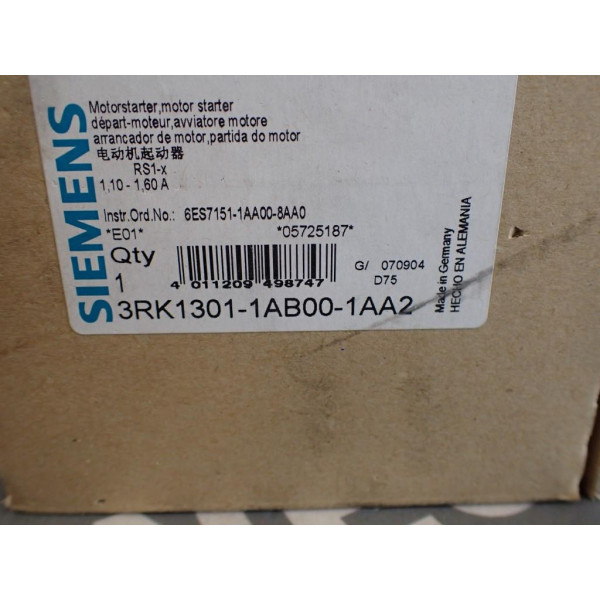 SIEMENS
Motorstarter,motor starter
départ-moteur,avviatore motore
arrancador de motor,partida do motor
电动机起动器
RS1-x
1,10 - 1,60 A
Instr.Ord.No.: 6ES7151-1AA00-8AA0
*E01* *05725187*
Qty
1
4 011209 498747
G/ 070904
D75
Made in Germany
HECHO EN ALEMANIA
3RK1301-1AB00-1AA2